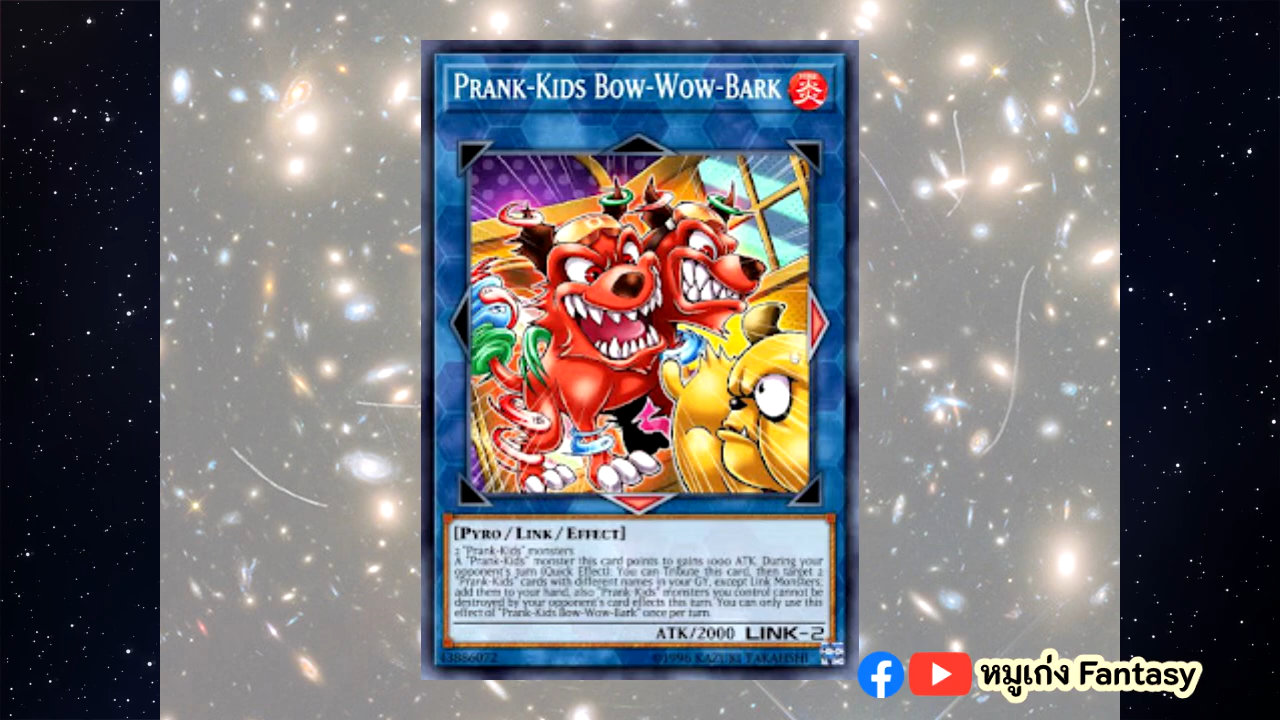 PRANK-KIDS BOW-WOW-BARK
炎
[PYRO/LINK/EFFECT]
2 "Prank-Kids" monsters
A "Prank-Kids" monster this card points to gains 1000 ATK. During your
opponent's turn (Quick Effect): You can Tribute this card, then target 2
"Prank-Kids" cards with different names in your GY, except Link Monsters;
add them to your hand, also "Prank-Kids" monsters you control cannot be
destroyed by your opponent's card effects this turn. You can only use this
effect of "Prank-Kids Bow-Wow-Bark" once per turn.
ATK/2000 LINK-2
©1996 KAZUKI TAKAHASHI
หมูเก่ง Fantasy